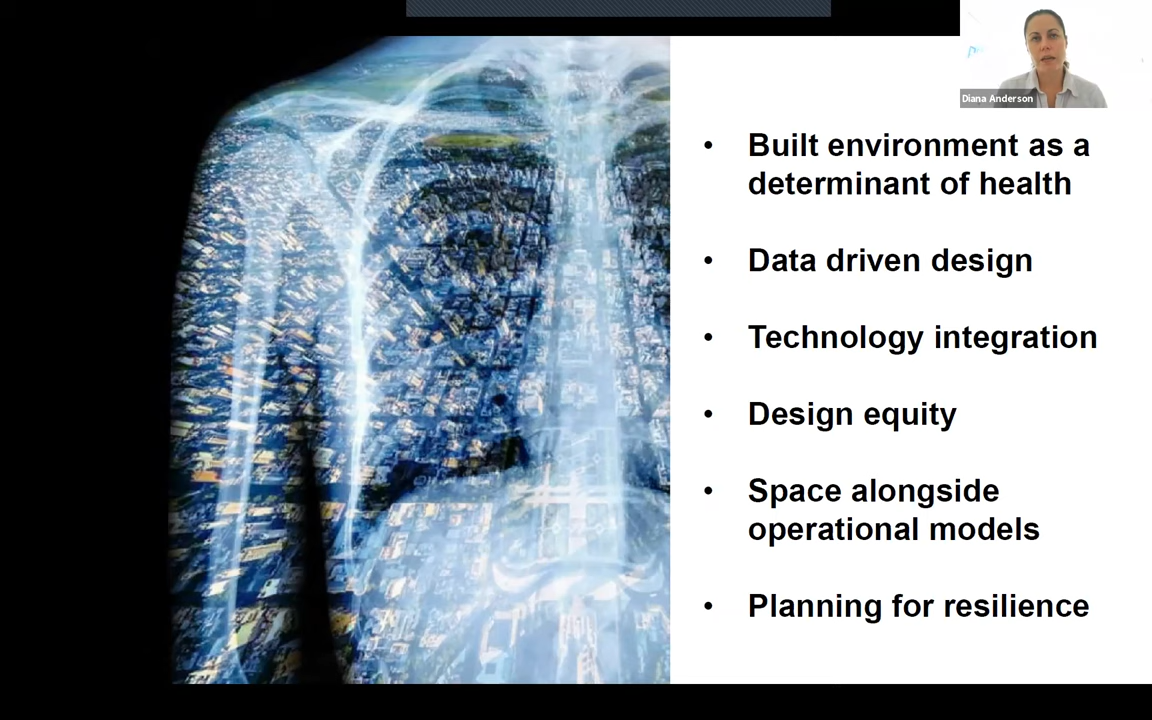 Diana Anderson
• Built environment as a
determinant of health
• Data driven design
• Technology integration
• Design equity
• Space alongside
operational models
• Planning for resilience